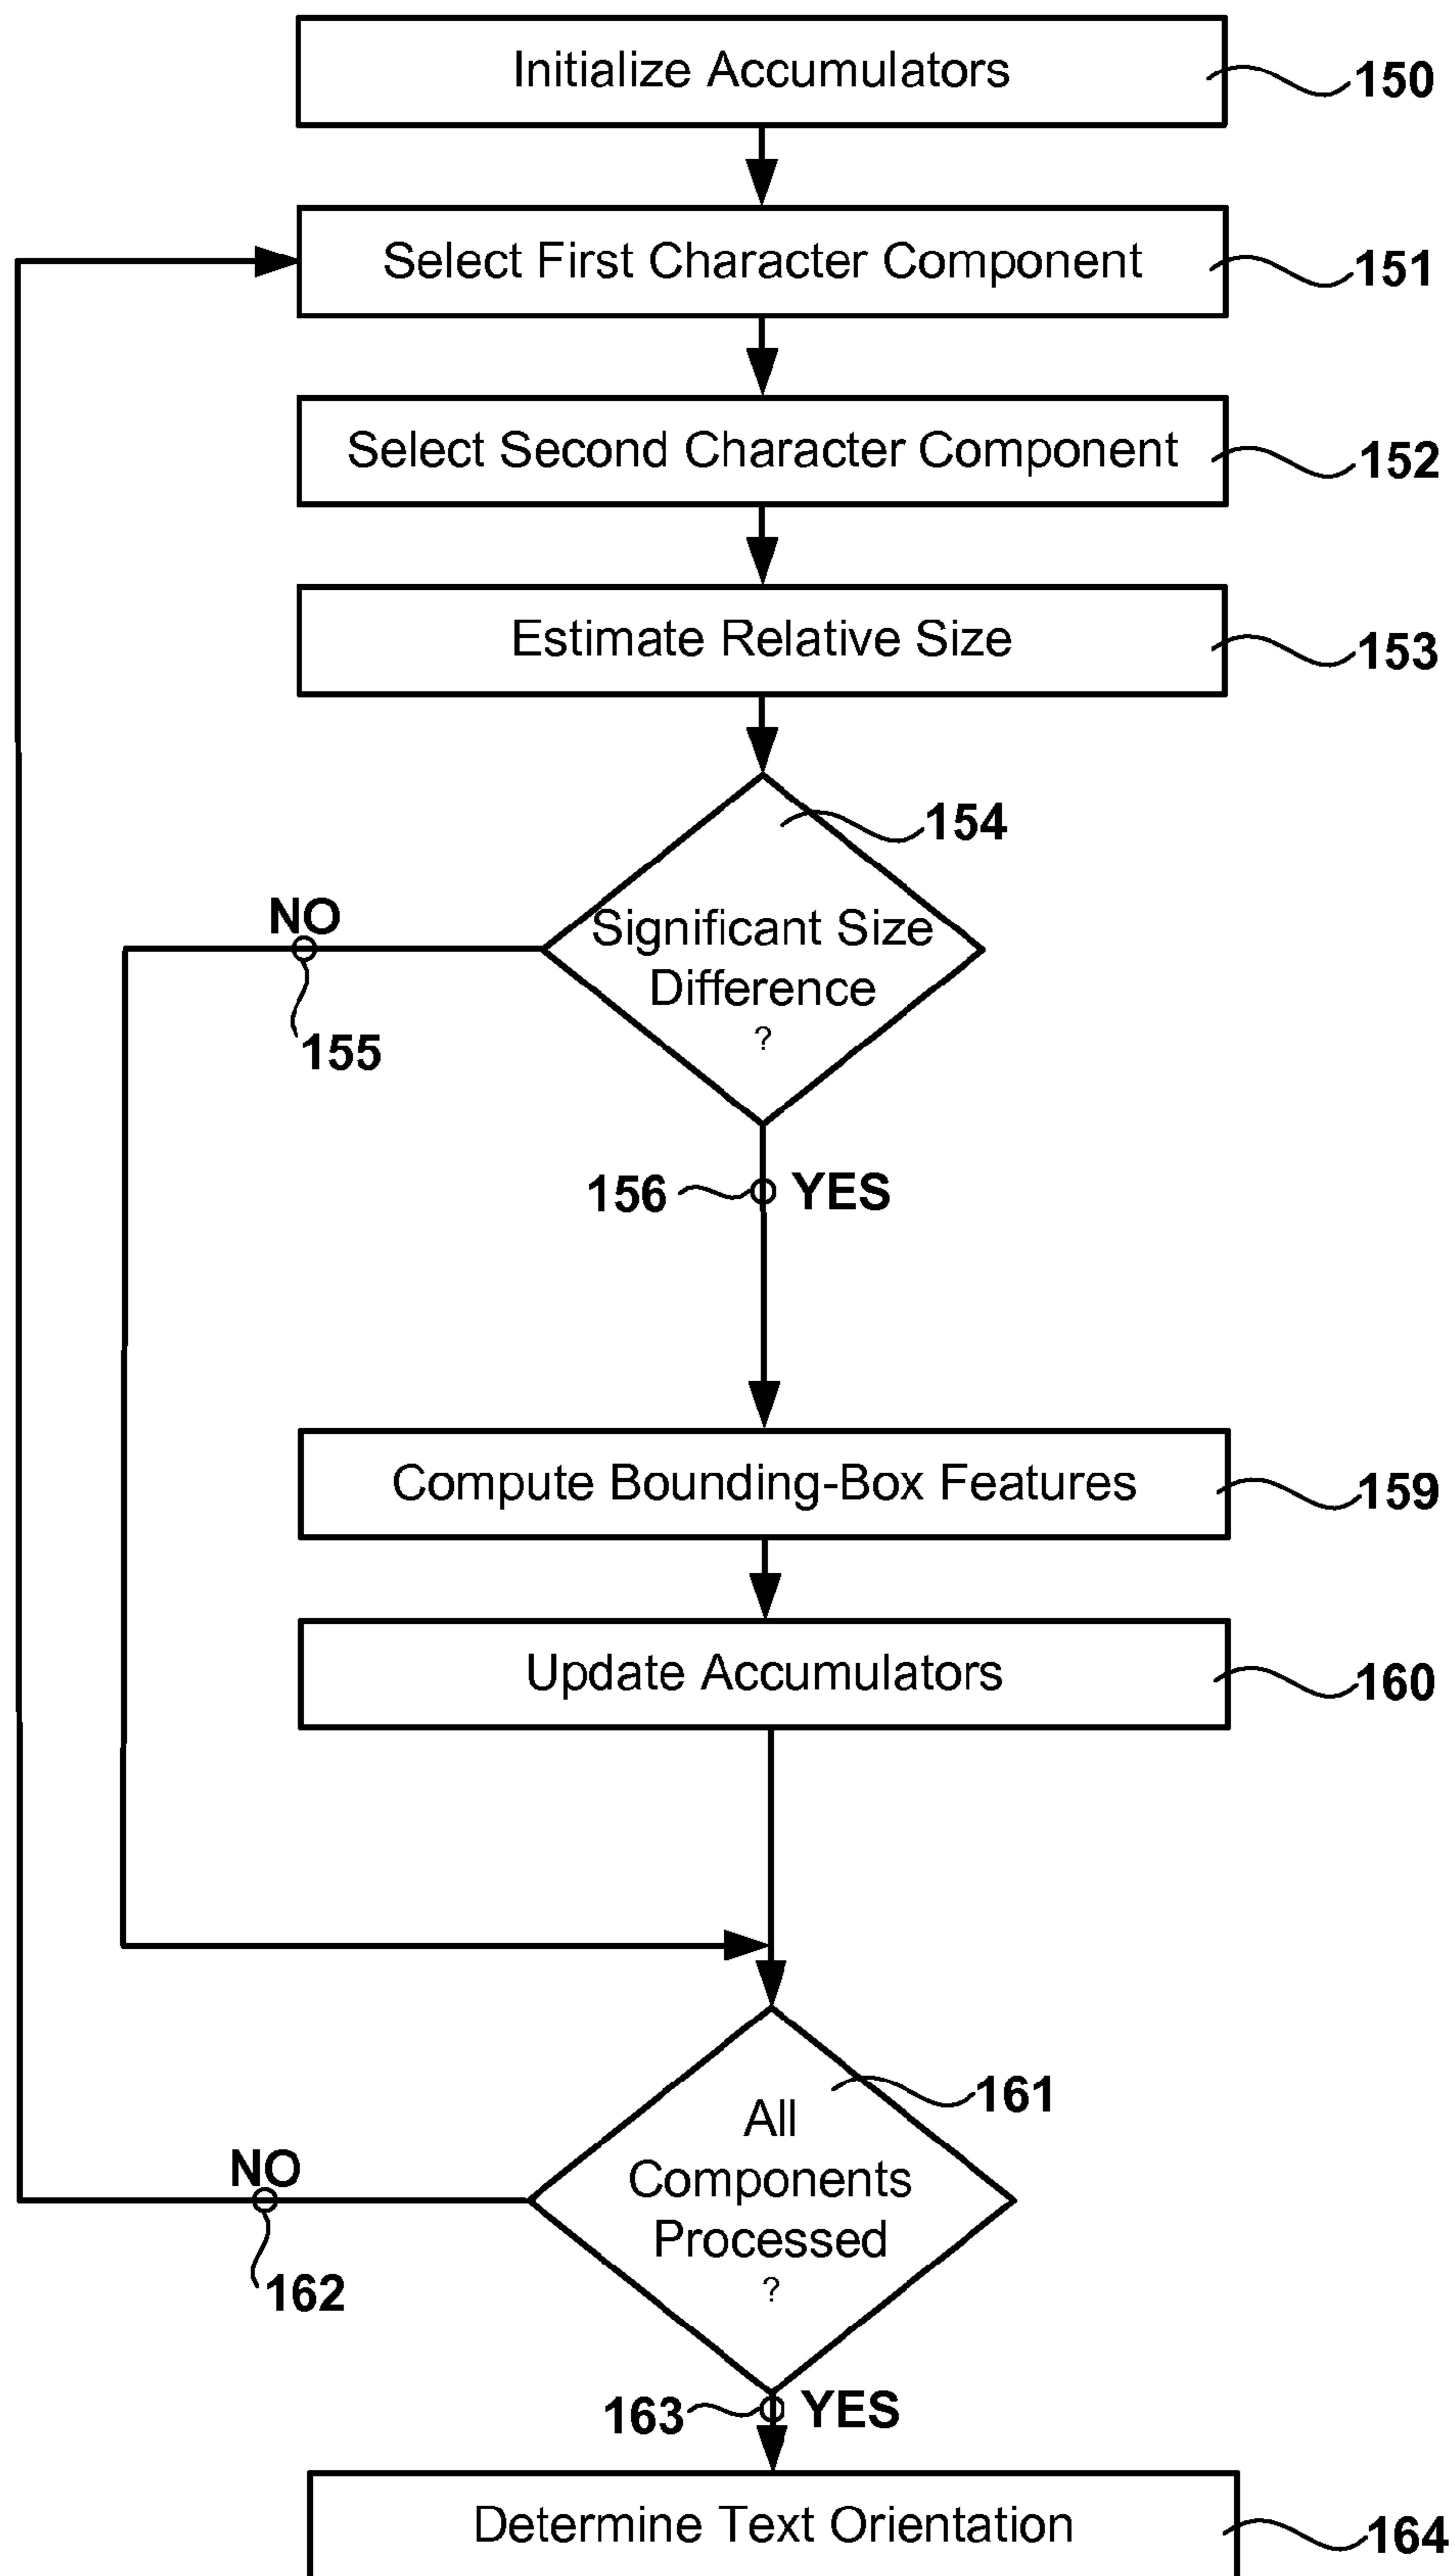 Initialize Accumulators 150
Select First Character Component 151
Select Second Character Component 152
Estimate Relative Size 153
154
NO
Significant Size
Difference
?
155
156 YES
Compute Bounding-Box Features 159
Update Accumulators 160
161
All
Components
Processed
?
NO
162
163 YES
Determine Text Orientation 164